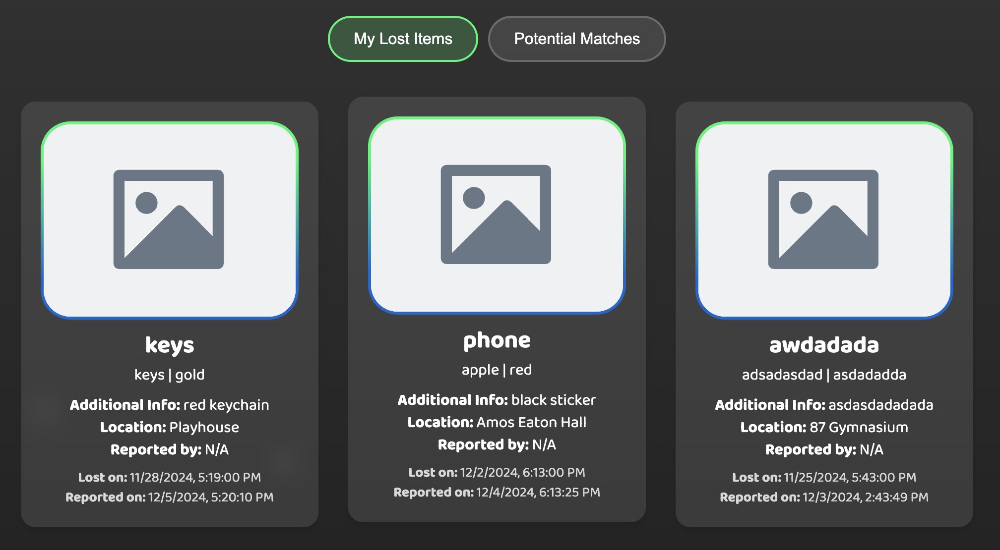 My Lost Items
Potential Matches
keys
keys | gold
Additional Info: red keychain
Location: Playhouse
Reported by: N/A
Lost on: 11/28/2024, 5:19:00 PM
Reported on: 12/5/2024, 5:20:10 PM
phone
apple | red
Additional Info: black sticker
Location: Amos Eaton Hall
Reported by: N/A
Lost on: 12/2/2024, 6:13:00 PM
Reported on: 12/4/2024, 6:13:25 PM
awdadada
adsadasdad | asdadadda
Additional Info: asdasdadadada
Location: 87 Gymnasium
Reported by: N/A
Lost on: 11/25/2024, 5:43:00 PM
Reported on: 12/3/2024, 2:43:49 PM